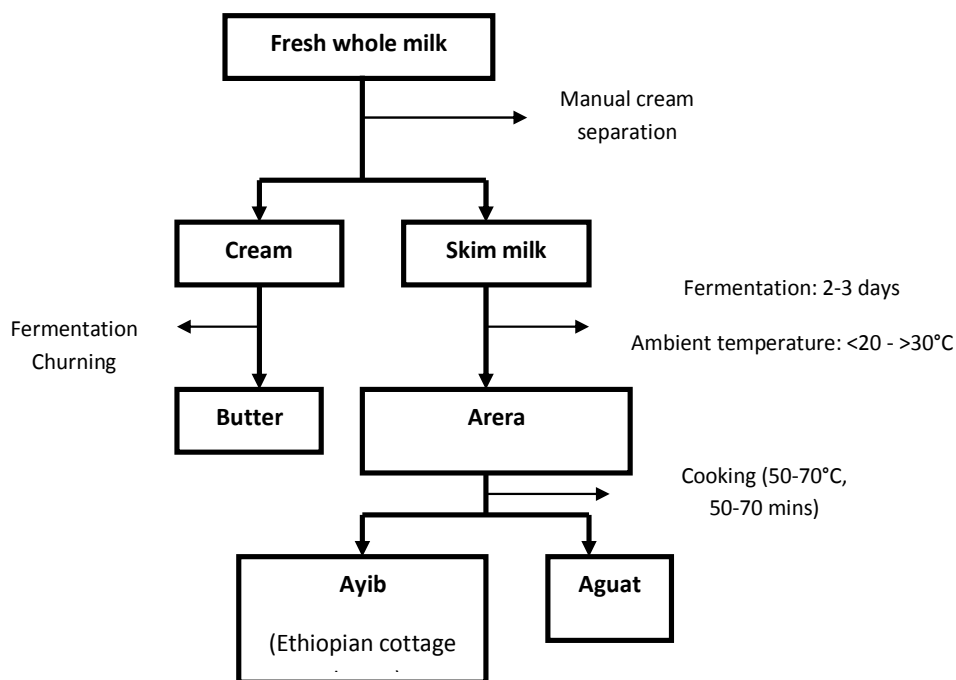 Fresh whole milk
Manual cream
separation
Cream
Skim milk
Fermentation: 2-3 days
Ambient temperature: <20 - >30°C
Fermentation
Churning
Butter
Arera
Cooking (50-70°C,
50-70 mins)
Ayib
(Ethiopian cottage
Aguat